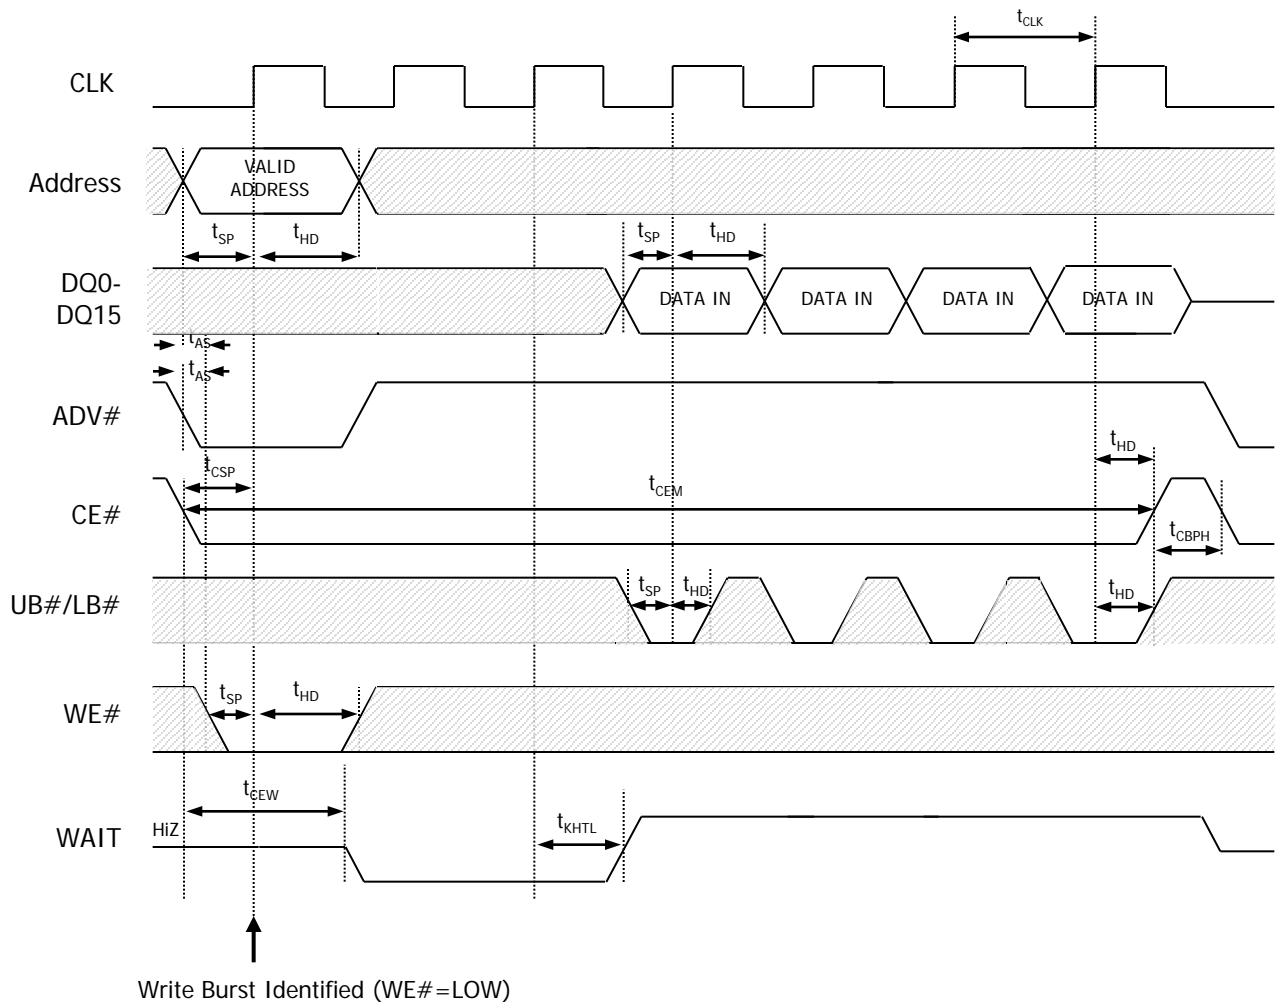 tCLK
CLK
Address
VALID
ADDRESS
tSP
tHD
tSP
tHD
DQ0-
DQ15
DATA IN
DATA IN
DATA IN
DATA IN
tAS
tAS
ADV#
tHD
tCSP
tCEM
CE#
tCBPH
UB#/LB#
tSP
tHD
tHD
WE#
tSP
tHD
tCEW
WAIT
HiZ
tKHTL
Write Burst Identified (WE#=LOW)